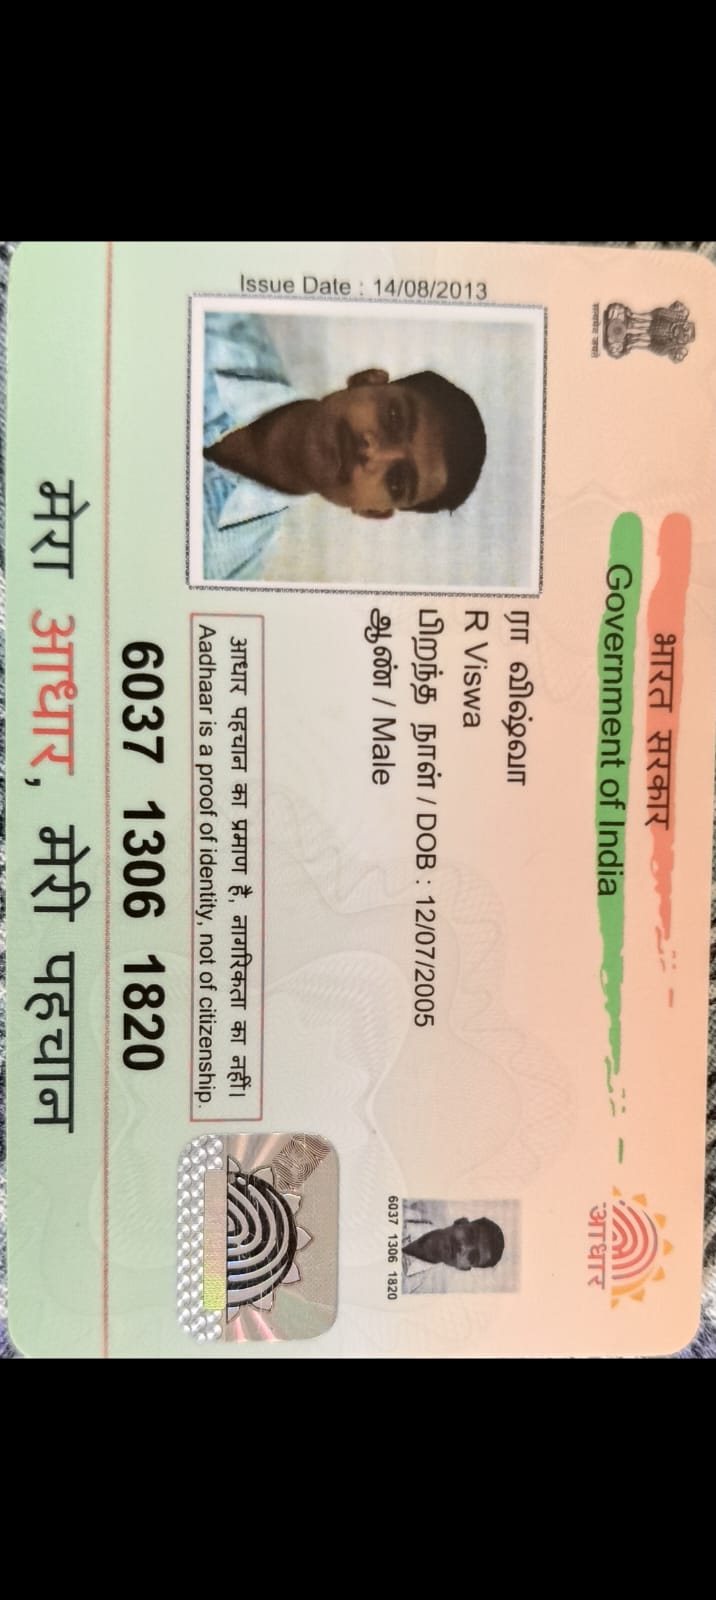 भारत सरकार
Government of India
सत्यमेव जयते
आधार
Issue Date : 14/08/2013
ரா விஷ்வா
R Viswa
பிறந்த நாள் / DOB : 12/07/2005
ஆண் / Male
6037 1306 1820
आधार पहचान का प्रमाण है, नागरिकता का नहीं।
Aadhaar is a proof of identity, not of citizenship.
6037 1306 1820
मेरा आधार, मेरी पहचान